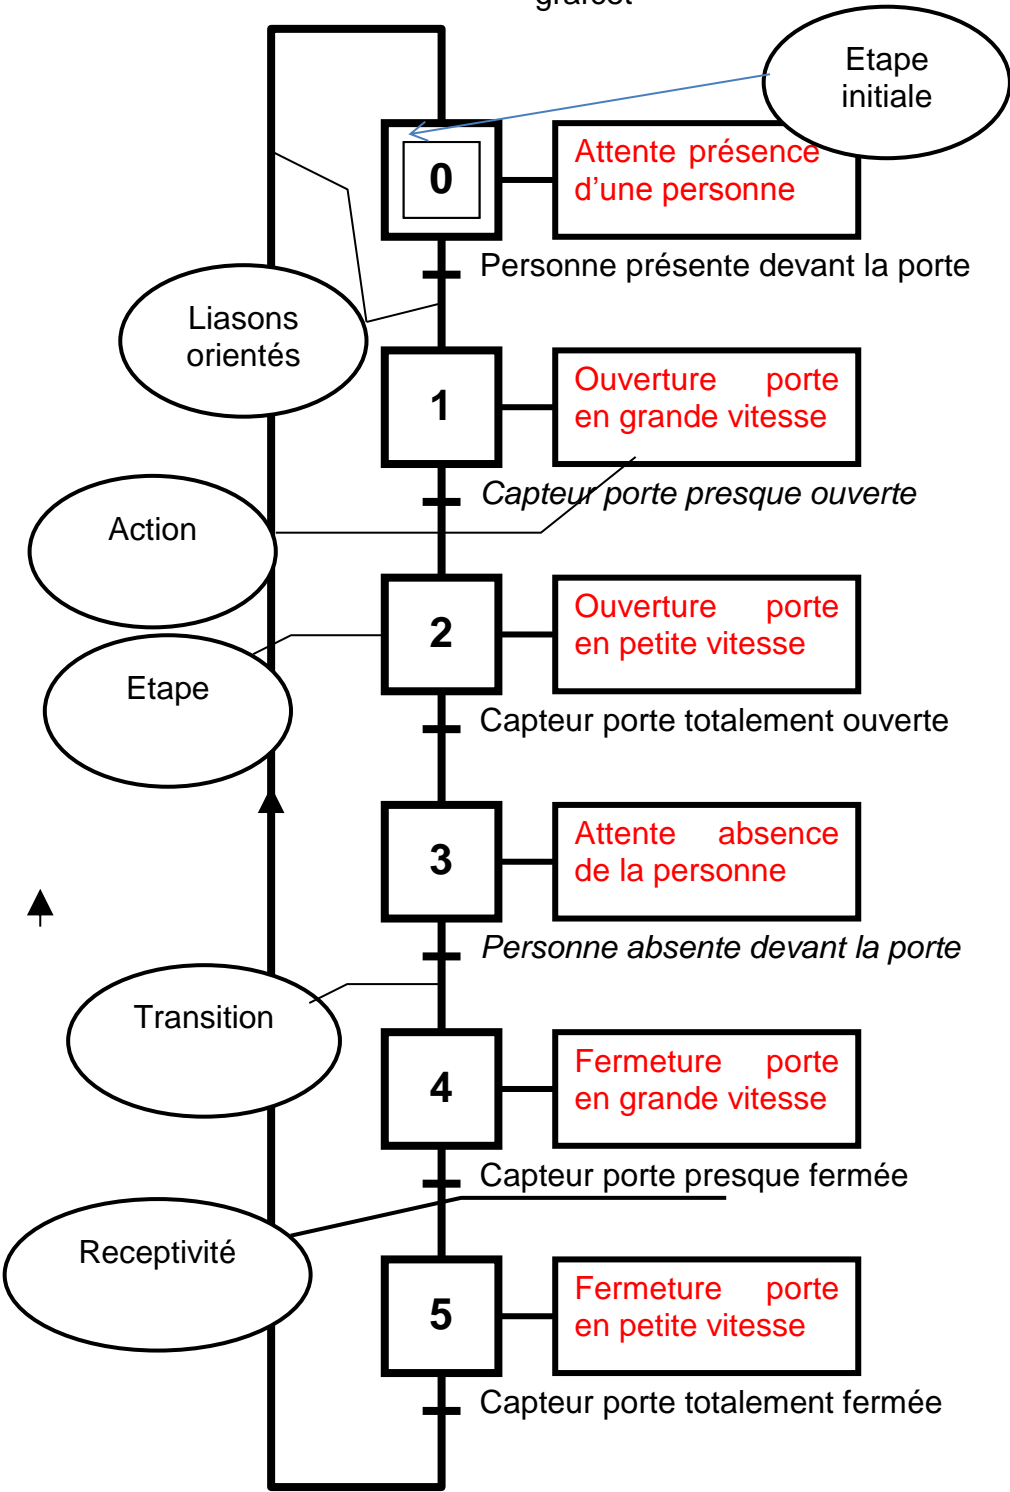 grafcet
Etape
initiale
0
Attente présence
d’une personne
Personne présente devant la porte
Liasons
orientés
1
Ouverture porte
en grande vitesse
Capteur porte presque ouverte
Action
2
Ouverture porte
en petite vitesse
Etape
Capteur porte totalement ouverte
3
Attente absence
de la personne
Personne absente devant la porte
Transition
4
Fermeture porte
en grande vitesse
Capteur porte presque fermée
Receptivité
5
Fermeture porte
en petite vitesse
Capteur porte totalement fermée